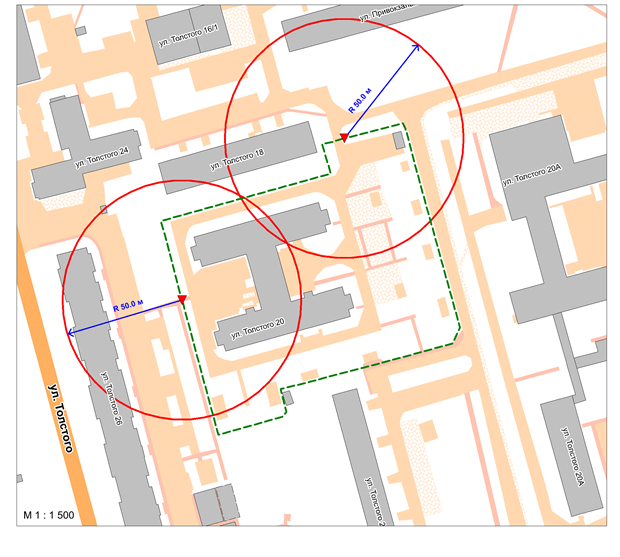 ул. Толстого 16/1
ул. Привокзал
R 50.0 м
ул. Толстого 24
ул. Толстого 18
ул. Толстого 20А
R 50.0 м
ул. Толстого 20
ул. Толстого
ул. Толстого 26
ул. Толстого 2
ул. Толстого 20А
М 1 : 1 500